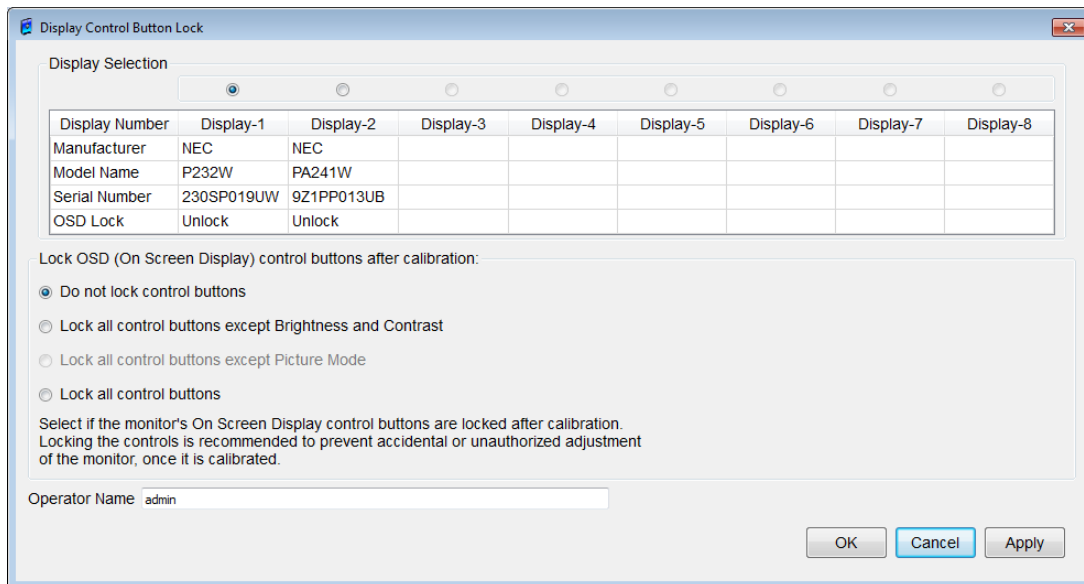 Display Control Button Lock
Display Selection
Display Number Display-1 Display-2 Display-3 Display-4 Display-5 Display-6 Display-7 Display-8
Manufacturer NEC NEC
Model Name P232W PA241W
Serial Number 230SP019UW 9Z1PP013UB
OSD Lock Unlock Unlock
Lock OSD (On Screen Display) control buttons after calibration:
Do not lock control buttons
Lock all control buttons except Brightness and Contrast
Lock all control buttons except Picture Mode
Lock all control buttons
Select if the monitor's On Screen Display control buttons are locked after calibration.
Locking the controls is recommended to prevent accidental or unauthorized adjustment
of the monitor, once it is calibrated.
Operator Name admin
OK Cancel Apply